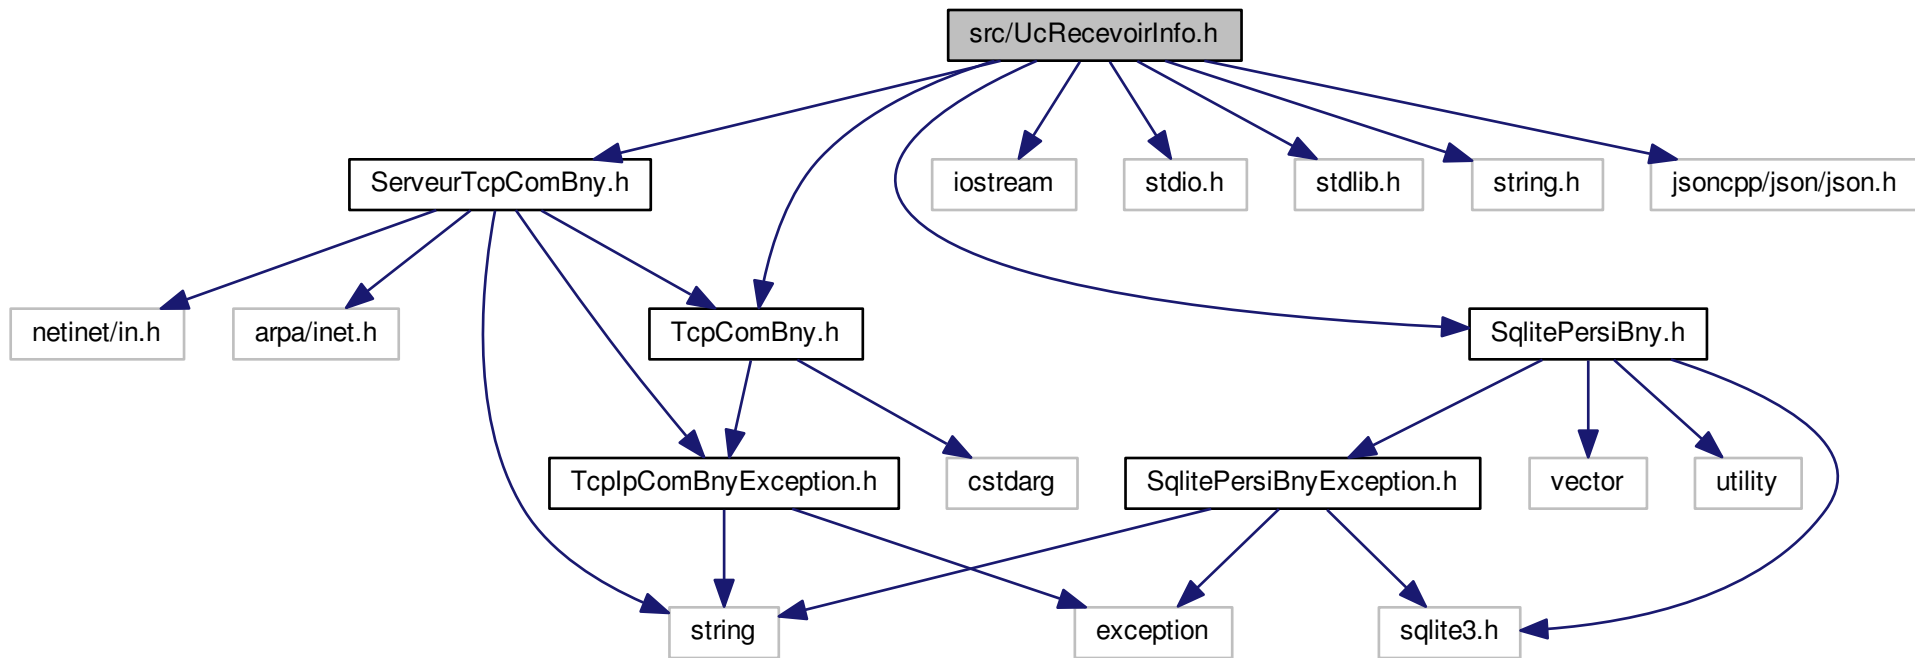 src/UcRecevoirInfo.h
ServeurTcpComBny.h
iostream
stdio.h
stdlib.h
string.h
jsoncpp/json/json.h
netinet/in.h
arpa/inet.h
TcpComBny.h
SqlitePersiBny.h
TcpIpComBnyException.h
cstdarg
SqlitePersiBnyException.h
vector
utility
string
exception
sqlite3.h